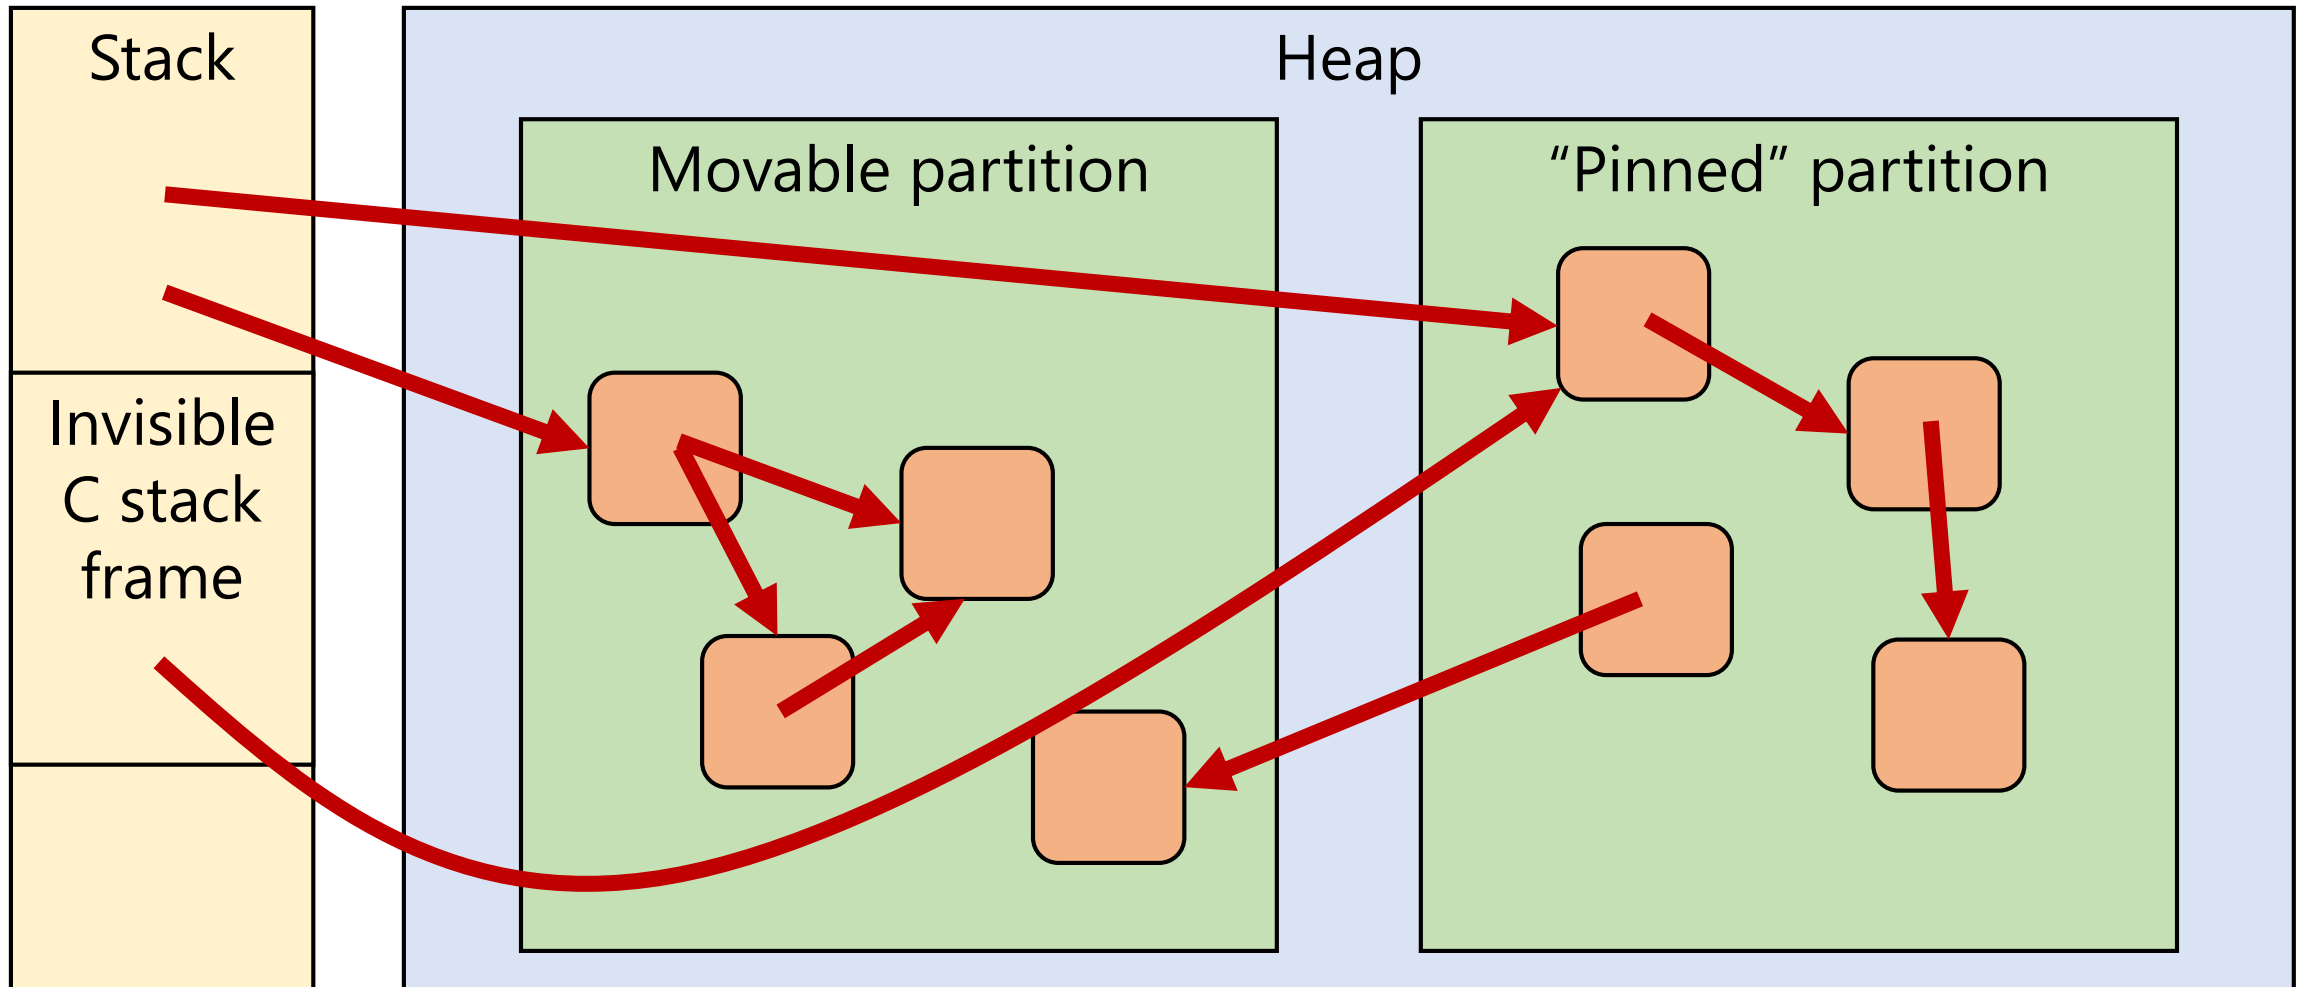 Stack
Invisible
C stack
frame
Heap
Movable partition
“Pinned” partition